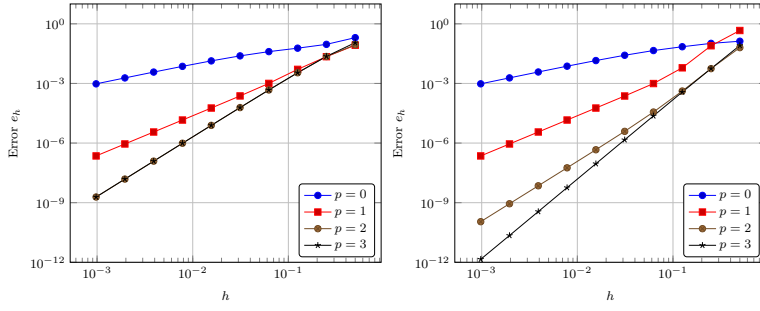 10^0
10^−3
10^−6
10^−9
10^−12
Error e_h
10^−3
10^−2
10^−1
h
p = 0
p = 1
p = 2
p = 3
10^0
10^−3
10^−6
10^−9
10^−12
Error e_h
10^−3
10^−2
10^−1
h
p = 0
p = 1
p = 2
p = 3